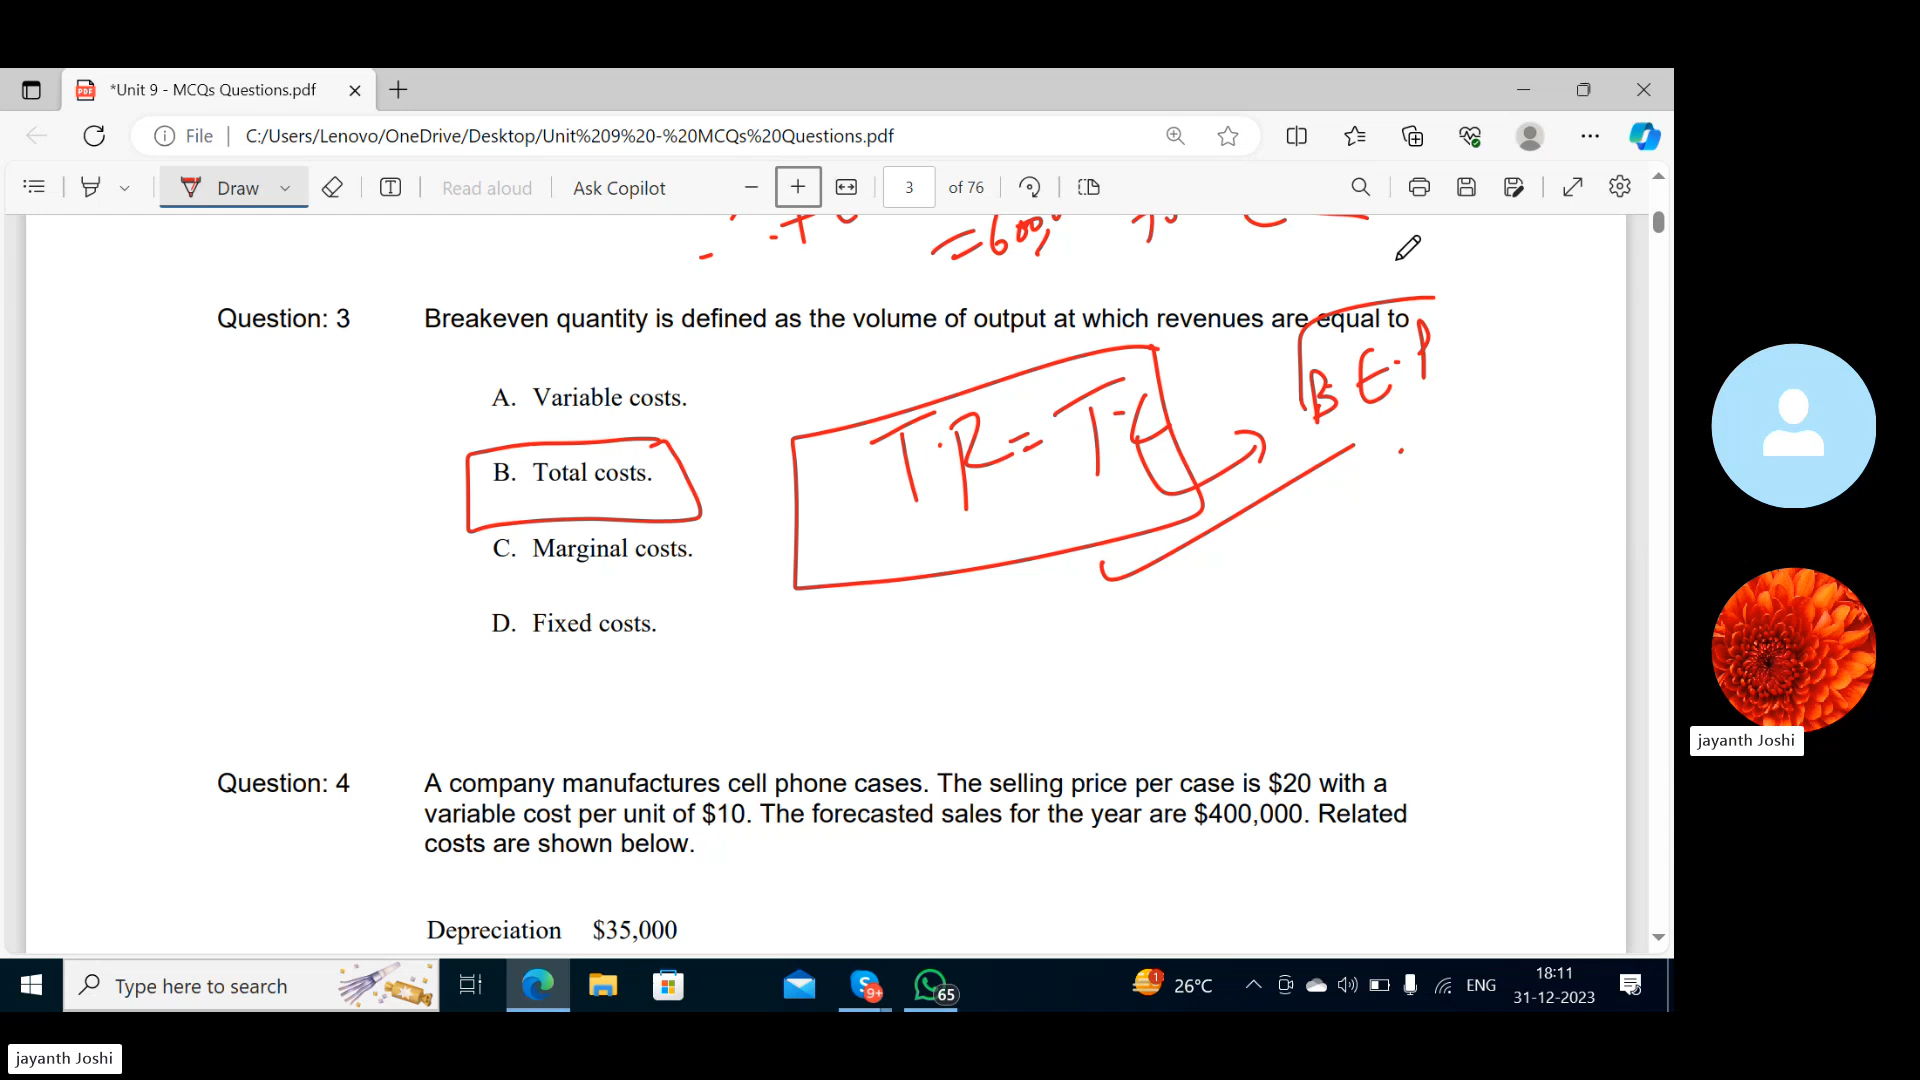 *Unit 9 - MCQs Questions.pdf
File
C:/Users/Lenovo/OneDrive/Desktop/Unit%209%20-%20MCQs%20Questions.pdf
Draw
Read aloud
Ask Copilot
3
of 76
=600,
Question: 3
Breakeven quantity is defined as the volume of output at which revenues are equal to
A. Variable costs.
B. Total costs.
C. Marginal costs.
D. Fixed costs.
T.R = T.C
B E.P
Question: 4
A company manufactures cell phone cases. The selling price per case is $20 with a
variable cost per unit of $10. The forecasted sales for the year are $400,000. Related
costs are shown below.
Depreciation $35,000
jayanth Joshi
Type here to search
9+
65
1
26°C
ENG
18:11
31-12-2023
jayanth Joshi